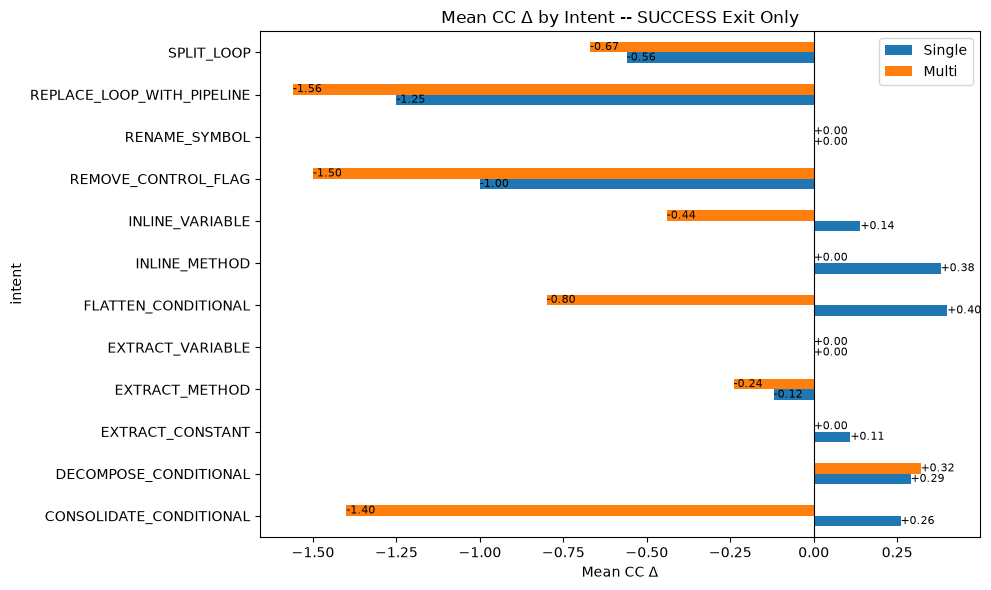 Mean CC Δ by Intent -- SUCCESS Exit Only
Single
Multi
intent
SPLIT_LOOP
-0.67
-0.56
REPLACE_LOOP_WITH_PIPELINE
-1.56
-1.25
RENAME_SYMBOL
+0.00
+0.00
REMOVE_CONTROL_FLAG
-1.50
-1.00
INLINE_VARIABLE
-0.44
+0.14
INLINE_METHOD
+0.00
+0.38
FLATTEN_CONDITIONAL
-0.80
+0.40
EXTRACT_VARIABLE
+0.00
+0.00
EXTRACT_METHOD
-0.24
-0.12
EXTRACT_CONSTANT
+0.00
+0.11
DECOMPOSE_CONDITIONAL
+0.32
+0.29
CONSOLIDATE_CONDITIONAL
-1.40
+0.26
−1.50 −1.25 −1.00 −0.75 −0.50 −0.25 0.00 0.25
Mean CC Δ